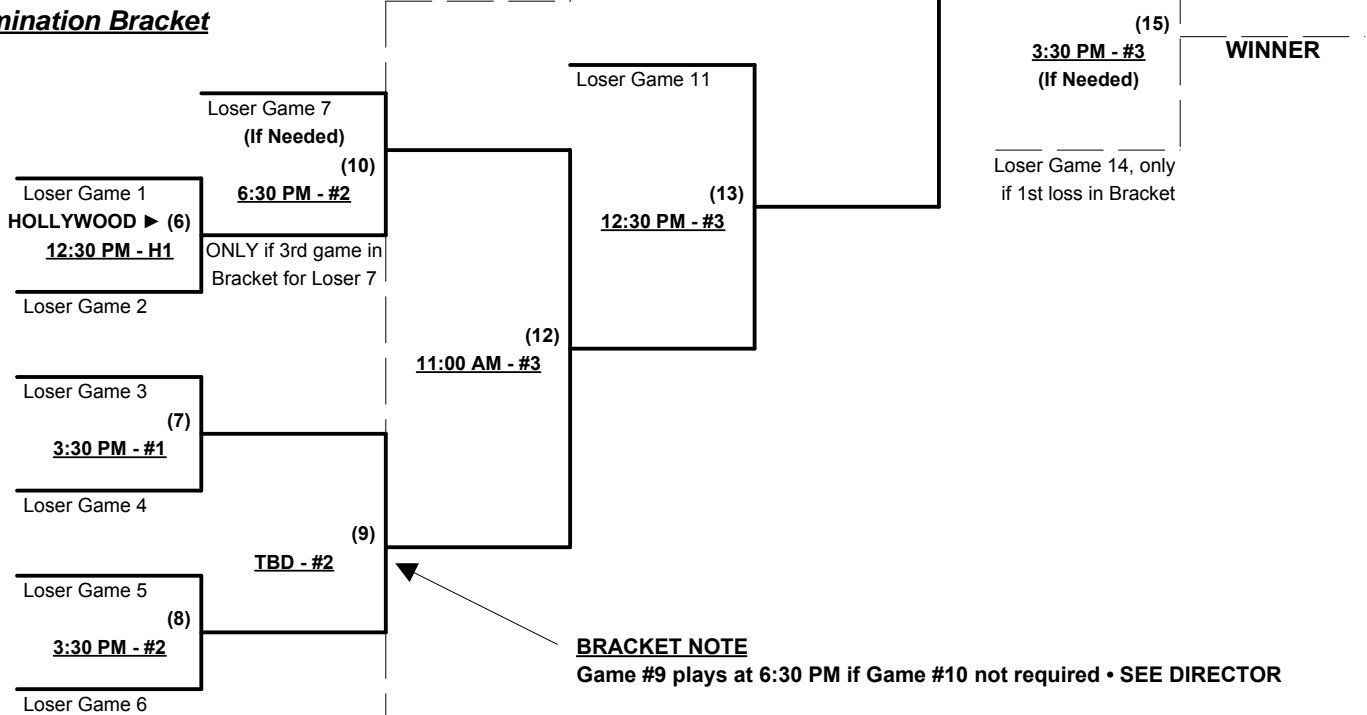 mination Bracket
(15)
3:30 PM - #3
(If Needed)
WINNER
Loser Game 14, only
if 1st loss in Bracket
Loser Game 11
(13)
12:30 PM - #3
Loser Game 7
(If Needed)
(10)
6:30 PM - #2
ONLY if 3rd game in
Bracket for Loser 7
Loser Game 1
HOLLYWOOD ► (6)
12:30 PM - H1
Loser Game 2
(12)
11:00 AM - #3
Loser Game 3
(7)
3:30 PM - #1
Loser Game 4
(9)
TBD - #2
Loser Game 5
(8)
3:30 PM - #2
Loser Game 6
BRACKET NOTE
Game #9 plays at 6:30 PM if Game #10 not required • SEE DIRECTOR